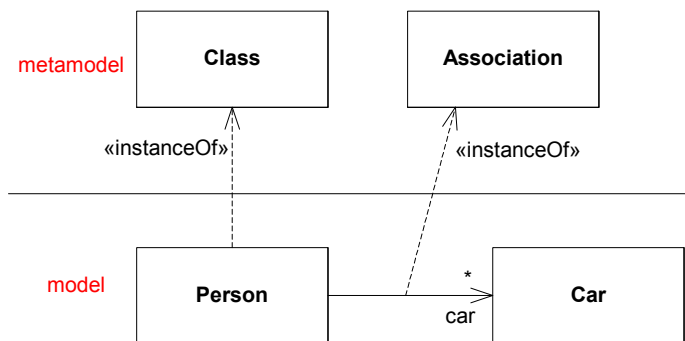 Class
Association
metamodel
«instanceOf»
«instanceOf»
model
Person
*
car
Car